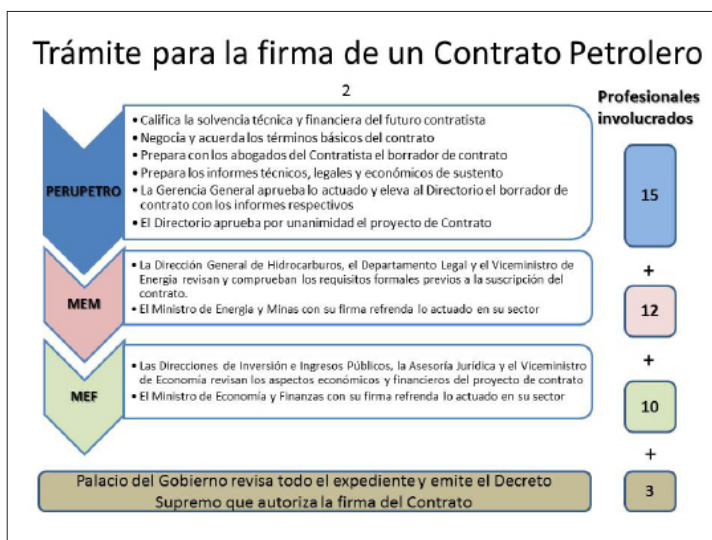 Trámite para la firma de un Contrato Petrolero
2
Profesionales
involucrados
PERUPETRO
• Califica la solvencia técnica y financiera del futuro contratista
• Negocia y acuerda los términos básicos del contrato
• Prepara con los abogados del Contratista el borrador de contrato
• Prepara los informes técnicos, legales y económicos de sustento
• La Gerencia General aprueba lo actuado y eleva al Directorio el borrador de
contrato con los informes respectivos
• El Directorio aprueba por unanimidad el proyecto de Contrato
15
+
MEM
• La Dirección General de Hidrocarburos, el Departamento Legal y el Viceministro de
Energia revisan y comprueban los requisitos formales previos a la suscripción del
contrato.
• El Ministro de Energia y Minas con su firma refrenda lo actuado en su sector
12
+
MEF
• Las Direcciones de Inversión e Ingresos Públicos, la Asesoría Jurídica y el Viceministro
de Economía revisan los aspectos económicos y financieros del proyecto de contrato
• El Ministro de Economía y Finanzas con su firma refrenda lo actuado en su sector
10
+
Palacio del Gobierno revisa todo el expediente y emite el Decreto
Supremo que autoriza la firma del Contrato
3